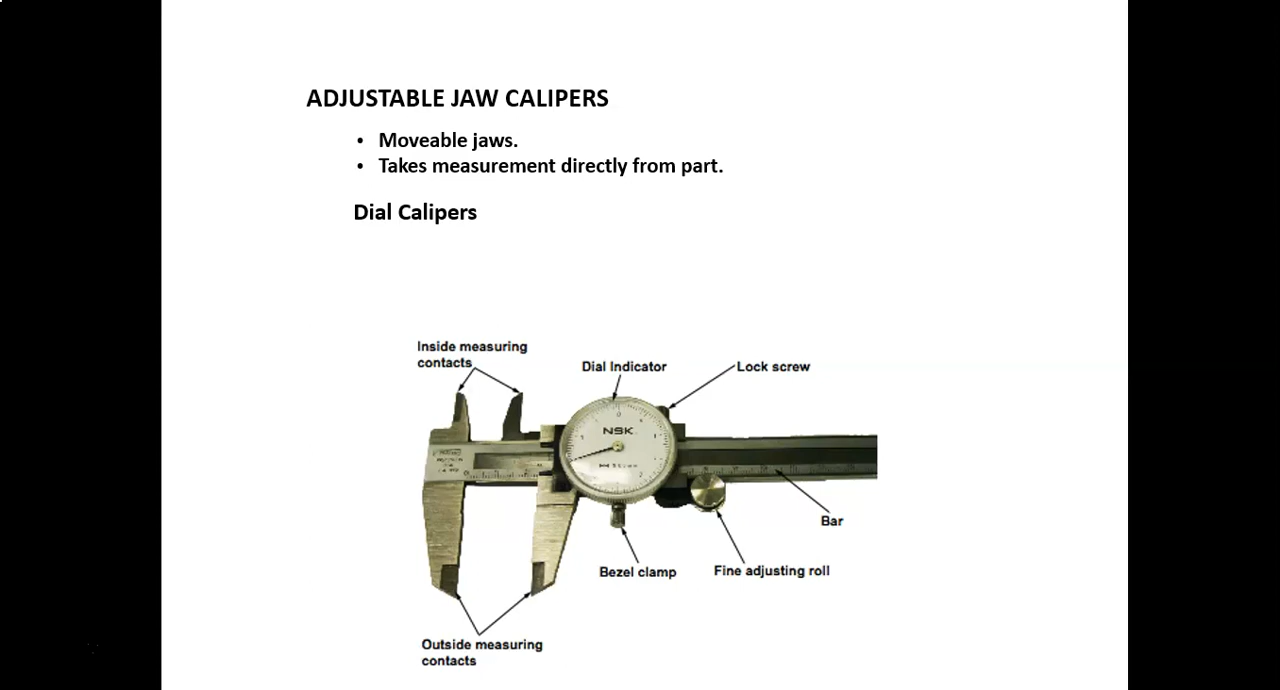 ADJUSTABLE JAW CALIPERS
• Moveable jaws.
• Takes measurement directly from part.
Dial Calipers
Inside measuring
contacts
Dial Indicator
Lock screw
NSK
Bar
Bezel clamp
Fine adjusting roll
Outside measuring
contacts